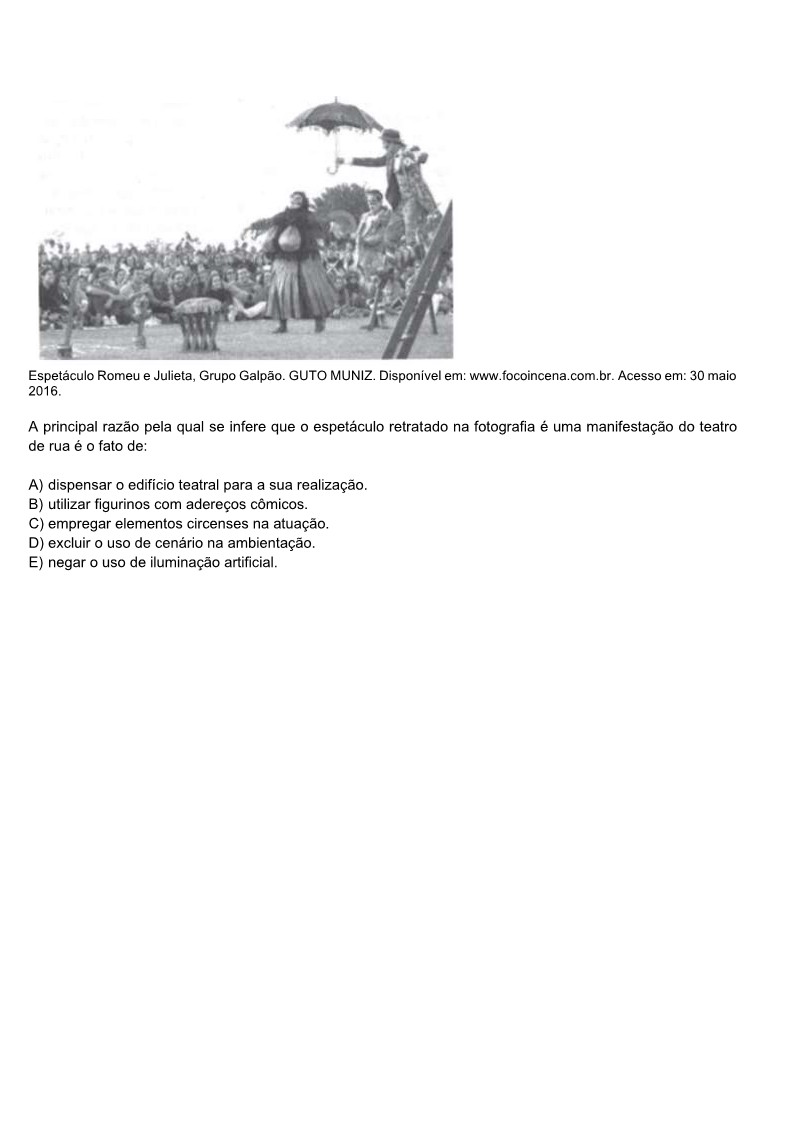 Espetáculo Romeu e Julieta, Grupo Galpão. GUTO MUNIZ. Disponível em: www.focoincena.com.br. Acesso em: 30 maio
2016.
A principal razão pela qual se infere que o espetáculo retratado na fotografia é uma manifestação do teatro
de rua é o fato de:
A) dispensar o edifício teatral para a sua realização.
B) utilizar figurinos com adereços cômicos.
C) empregar elementos circenses na atuação.
D) excluir o uso de cenário na ambientação.
E) negar o uso de iluminação artificial.